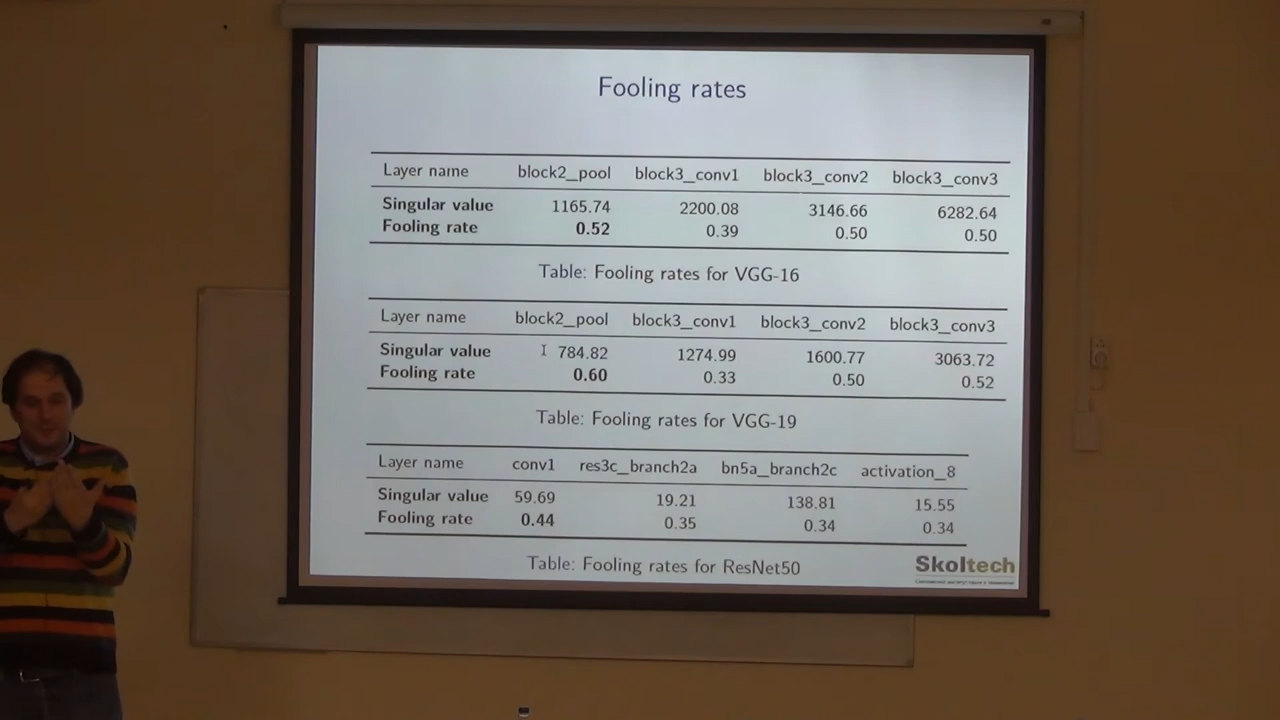 Fooling rates
Layer name block2_pool block3_conv1 block3_conv2 block3_conv3
Singular value 1165.74 2200.08 3146.66 6282.64
Fooling rate 0.52 0.39 0.50 0.50
Table: Fooling rates for VGG-16
Layer name block2_pool block3_conv1 block3_conv2 block3_conv3
Singular value 784.82 1274.99 1600.77 3063.72
Fooling rate 0.60 0.33 0.50 0.52
Table: Fooling rates for VGG-19
Layer name conv1 res3c_branch2a bn5a_branch2c activation_8
Singular value 59.69 19.21 138.81 15.55
Fooling rate 0.44 0.35 0.34 0.34
Table: Fooling rates for ResNet50
Skoltech